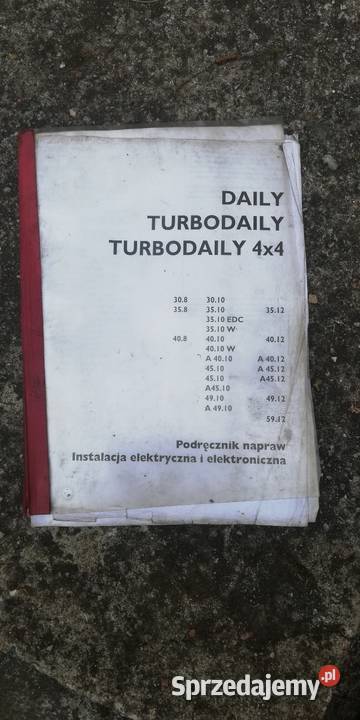 DAILY
TURBODAILY
TURBODAILY 4x4
30.8 30.10
35.8 35.10 35.12
35.10 EDC
35.10 W
40.8 40.10 40.12
40.10 W
A 40.10 A 40.12
45.10 A 45.12
45.10 A45.12
A45.10
49.10 49.12
A 49.10
59.12
Podręcznik napraw
Instalacja elektryczna i elektroniczna
Sprzedajemy.pl